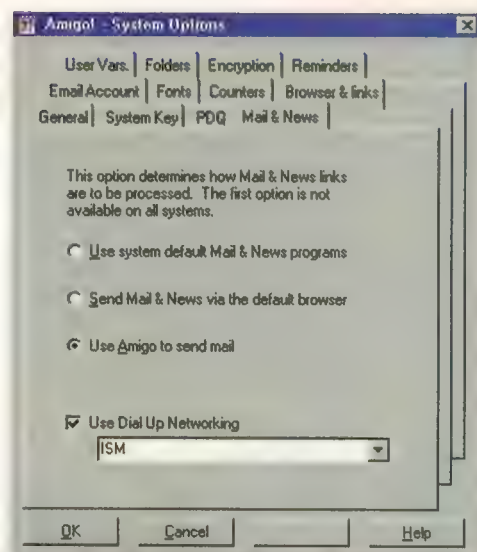 Amigo! - System Options
User Vars. Folders Encryption Reminders
Email Account Fonts Counters Browser & links
General System Key PDQ Mail & News
This option determines how Mail & News links
are to be processed. The first option is not
available on all systems.
Use system default Mail & News programs
Send Mail & News via the default browser
Use Amigo to send mail
Use Dial Up Networking
ISM
OK Cancel Help